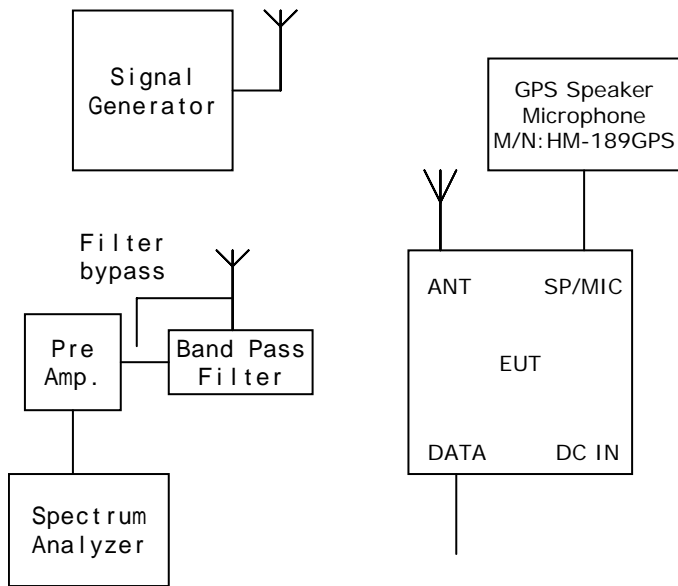 Signal
Generator
GPS Speaker
Microphone
M/N:HM-189GPS
Filter
bypass
Pre
Amp.
Band Pass
Filter
Spectrum
Analyzer
ANT
SP/MIC
EUT
DATA
DC IN